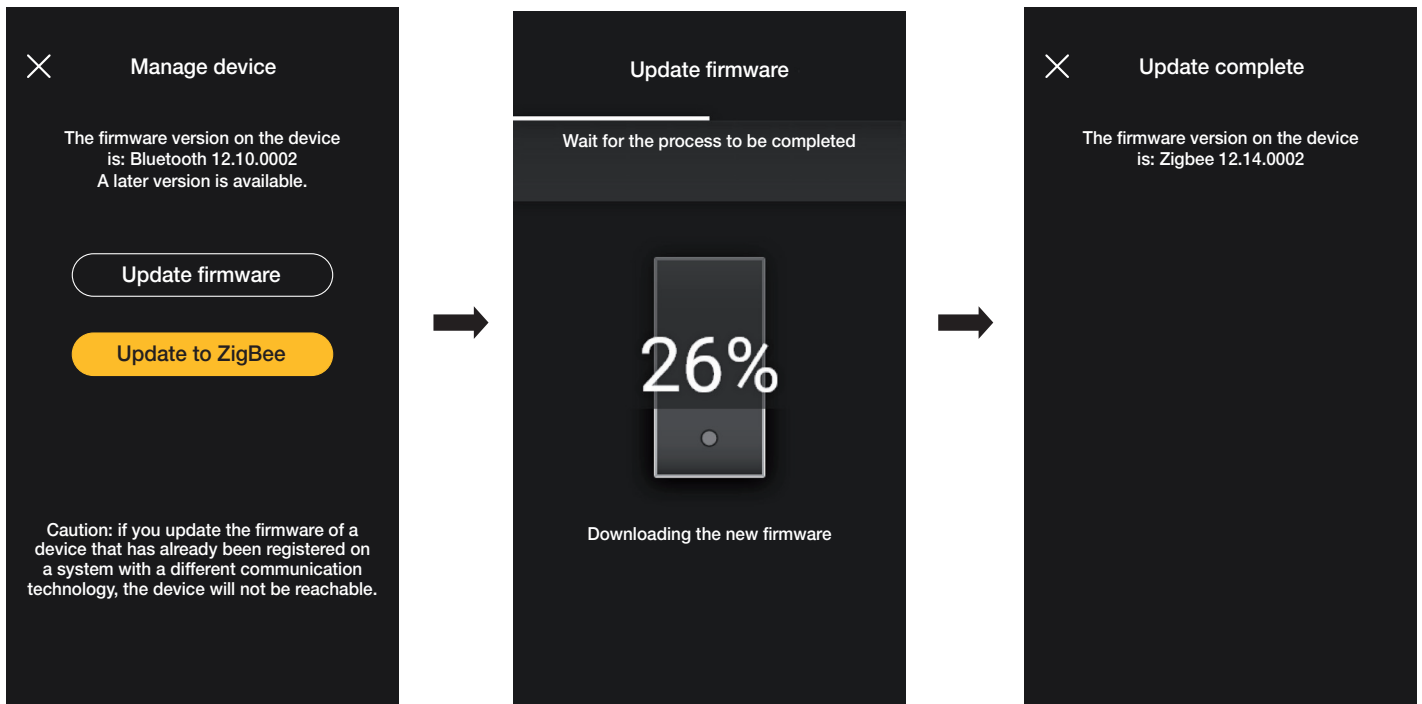 Manage device
The firmware version on the device
is: Bluetooth 12.10.0002
A later version is available.
Update firmware
Update to ZigBee
Caution: if you update the firmware of a
device that has already been registered on
a system with a different communication
technology, the device will not be reachable.
Update firmware
Wait for the process to be completed
26%
Downloading the new firmware
Update complete
The firmware version on the device
is: Zigbee 12.14.0002